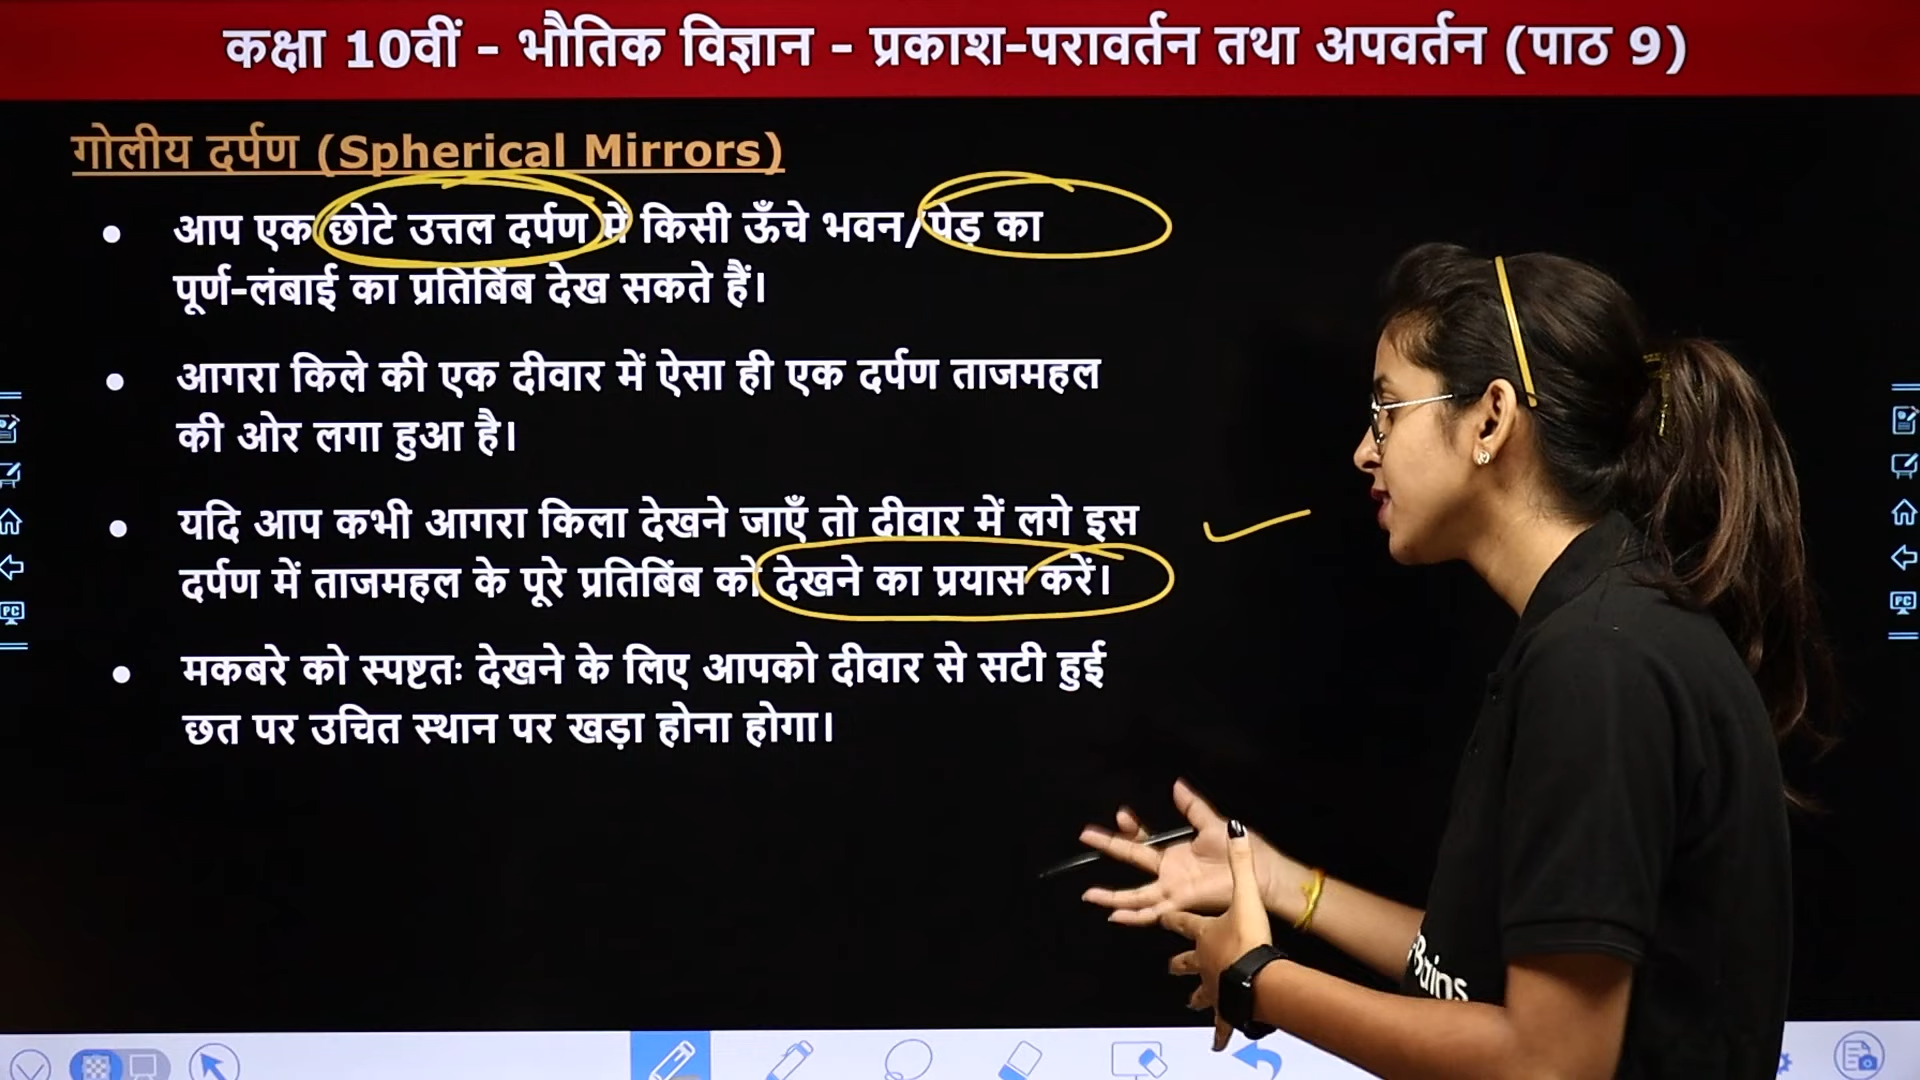 कक्षा 10वीं - भौतिक विज्ञान - प्रकाश-परावर्तन तथा अपवर्तन (पाठ 9)
गोलीय दर्पण (Spherical Mirrors)
• आप एक छोटे उत्तल दर्पण में किसी ऊँचे भवन/पेड़ का
पूर्ण-लंबाई का प्रतिबिंब देख सकते हैं।
• आगरा किले की एक दीवार में ऐसा ही एक दर्पण ताजमहल
की ओर लगा हुआ है।
• यदि आप कभी आगरा किला देखने जाएँ तो दीवार में लगे इस
दर्पण में ताजमहल के पूरे प्रतिबिंब को देखने का प्रयास करें।
• मकबरे को स्पष्टतः देखने के लिए आपको दीवार से सटी हुई
छत पर उचित स्थान पर खड़ा होना होगा।
PC
PC